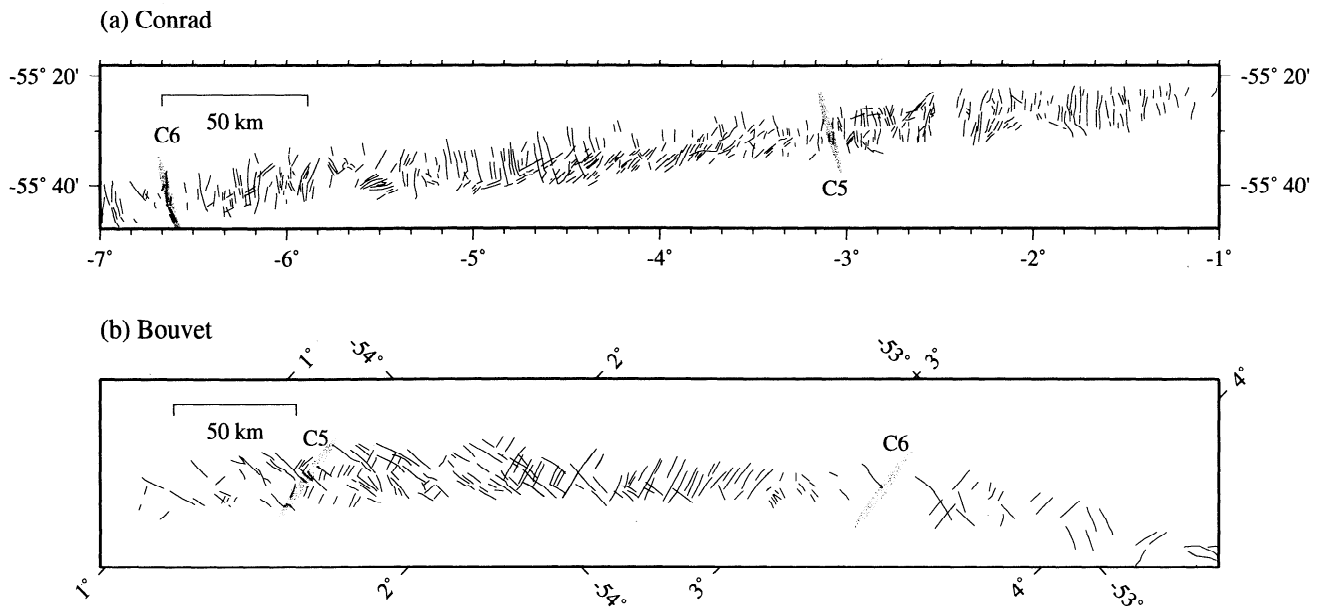 (a) Conrad
-55° 20' -55° 20'
50 km
C6
-55° 40' C5 -55° 40'
-7° -6° -5° -4° -3° -2° -1°
(b) Bouvet
1° -54° 2° -53° 3°
4°
50 km C5 C6
1° 2° -54° 3° 4° -53°